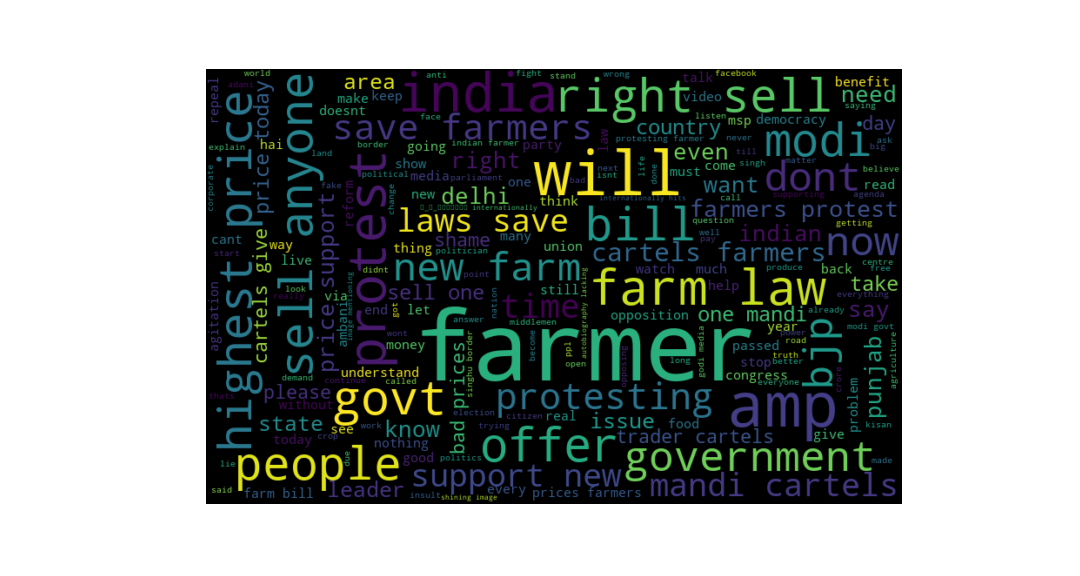 world
anti
fight
stand
wrong
facebook
adani
repeal
highest price
price today
anyone
sell anyone
area
make
keep
doesnt
india
right sell
talk
video
benefit
need
saying
save farmers
face
listen
msp
democracy
day
country
modi
law
explain
hai
border
indian farmer
party
protesting farmer
never
till
big
ask
going
right
will
even
singh
matter
land
show
political
media
parliament
next
isnt
life
done
must
come
dont
believe
corporate
fake
reform
change
new
delhi
one
think
bad
internationally hits
want
call
supporting
agenda
read
internationally
laws save
bill
farmers protest
question
getting
cant
way
protest
shame
many
union
well
pay
indian
now
start
live
thing
politician
cartels farmers
centre
free
cartels give
price support
didnt
new farm
point
still
watch
much
produce
back
look
really
sell one
help
farm law
everything
take
agitation
via
ambani
image mentioning
end
got
let
nation
time
autobiography lacking
opposition
one mandi
already
say
money
answer
middlemen
farmer
year
modi govt
power
bjp
punjab
agriculture
wont
bad prices
singhu border
become
ppl
open
opposing
long
godi media
passed
road
truth
understand
stop
better
demand
continue
called
congress
everyone
crore
thats
please
without
govt
protesting
amp
problem
kisan
state
see
know
election
citizen
real
issue
food
today
work
crop
nothing
trying
offer
trader cartels
give
lie
people
due
good
politics
government
made
said
farm bill
leader
support new
insult
shining image
every
prices farmers
mandi cartels